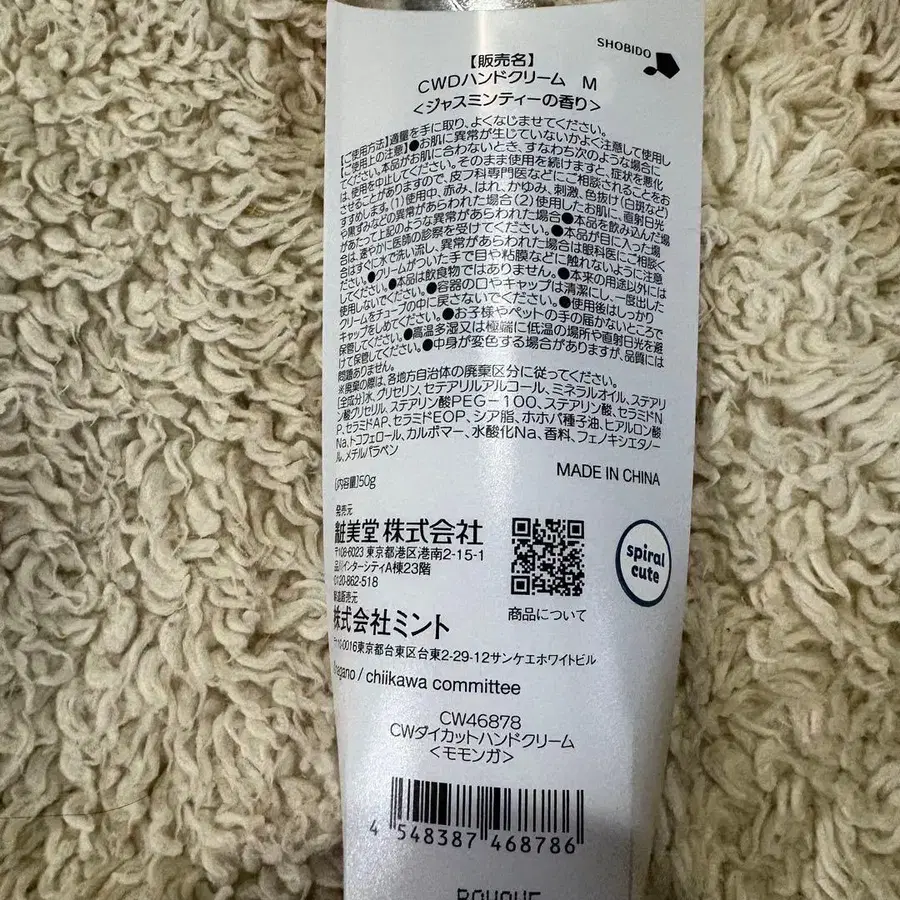 SHOBIDO
【販売名】
CWDハンドクリーム M
<ジャスミンティーの香り>
【ご使用方法】適量を手に取り、よくなじませてください。
【ご使用上の注意】●お肌に異常が生じていないかよく注意して使用し
てください。本品がお肌に合わないとき、すなわち次のような場合に
は、使用を中止してください。そのまま使用を続けますと、症状を悪化
させることがありますので、皮フ科専門医などにご相談されることをお
すすめします。(1)使用中、赤み、はれ、かゆみ、刺激、色抜け(白斑など)
や黒ずみなどの異常があらわれた場合(2)使用したお肌に、直射日光
があたって上記のような異常があらわれた場合●本品を飲み込んだ場
合は、速やかに医師の診察を受けてください。●本品が目に入った場
合はすぐに水で洗い流し、異常があらわれた場合は眼科医にご相談く
ださい。●クリームがついた手で目や粘膜などに触れないように注意
してください。●本品は飲食物ではありません。●本来の用途以外には
使用しないでください。●容器の口やキャップは清潔にし、一度出した
クリームをチューブの中に戻さないでください。●使用後はしっかり
キャップをしめてください。●お子様やペットの手の届かないところで
保管してください。●高温多湿又は極端に低温の場所や直射日光を避
けて保管してください。●中身が変色する場合がありますが、品質には
問題ありません。
※廃棄の際は、各地方自治体の廃棄区分に従ってください。
[全成分]水、グリセリン、セテアリルアルコール、ミネラルオイル、ステアリ
ン酸グリセリル、ステアリン酸PEG-100、ステアリン酸、セラミドN
P、セラミドAP、セラミドEOP、シア脂、ホホバ種子油、ヒアルロン酸
Na、トコフェロール、カルボマー、水酸化Na、香料、フェノキシエタノー
ル、メチルパラベン
MADE IN CHINA
[内容量]50g
発売元
粧美堂 株式会社
〒108-6023 東京都港区港南2-15-1
品川インターシティA棟23階
0120-862-518
製造販売元
株式会社ミント
〒110-0016東京都台東区台東2-29-12サンケエホワイトビル
商品について
spiral
cute
nagano / chiikawa committee
CW46878
CWダイカットハンドクリーム
<モモンガ>
4 548387 468786